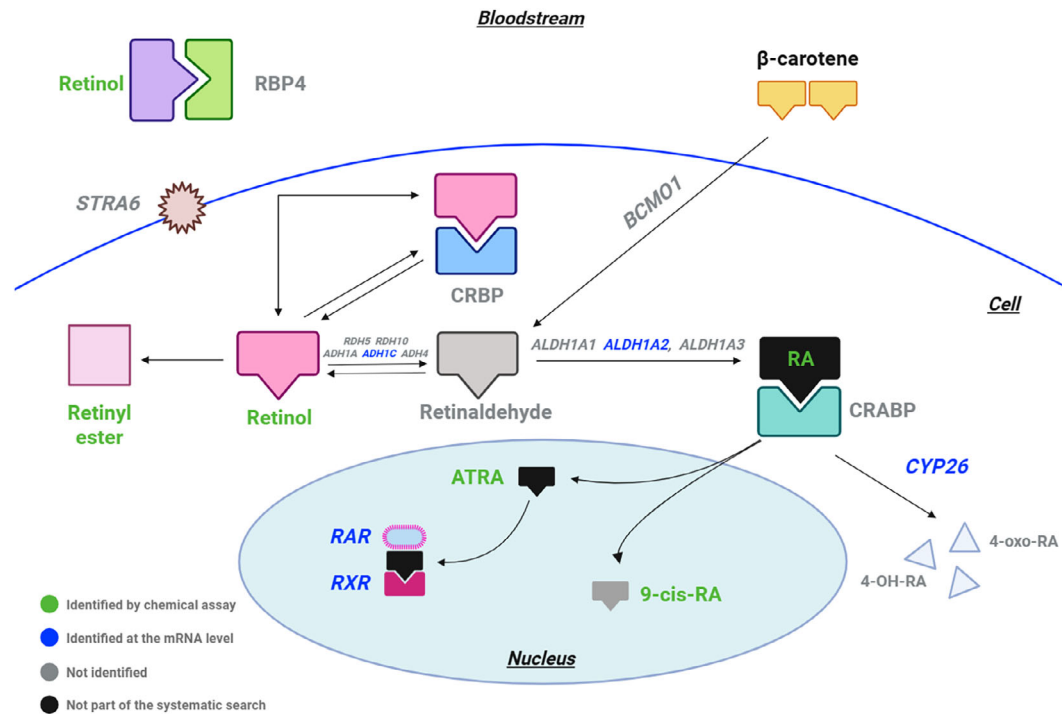 Bloodstream
Retinol
RBP4
β-carotene
STRA6
BCMO1
CRBP
Cell
RDH5 RDH10
ADH1A ADH1C ADH4
ALDH1A1 ALDH1A2, ALDH1A3
RA
Retinyl
ester
Retinol
Retinaldehyde
CRABP
ATRA
CYP26
RAR
RXR
9-cis-RA
4-oxo-RA
4-OH-RA
Nucleus
Identified by chemical assay
Identified at the mRNA level
Not identified
Not part of the systematic search